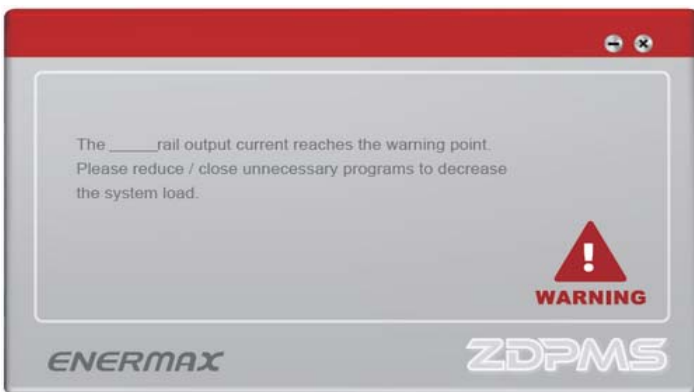 The _____rail output current reaches the warning point.
Please reduce / close unnecessary programs to decrease
the system load.
WARNING
ENERMAX
ZDPMS